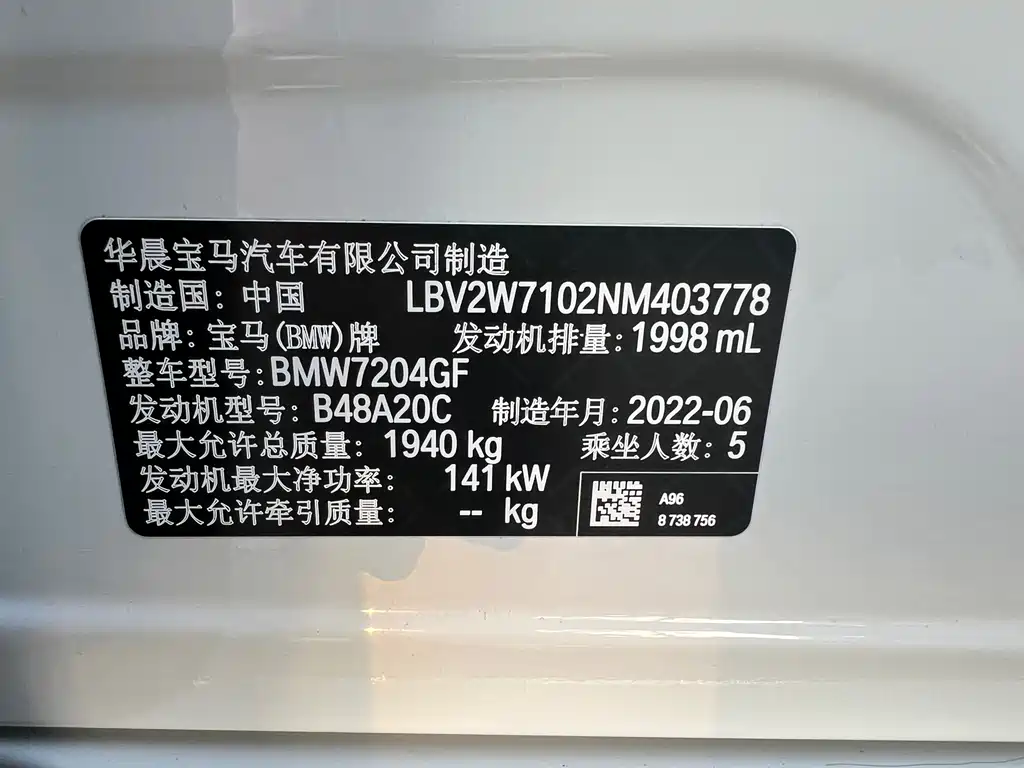 华晨宝马汽车有限公司制造
制造国：中国 LBV2W7102NM403778
品牌：宝马(BMW)牌 发动机排量：1998 mL
整车型号：BMW7204GF
发动机型号：B48A20C 制造年月：2022-06
最大允许总质量：1940 kg 乘坐人数：5
发动机最大净功率： 141 kW
最大允许牵引质量： -- kg
A96
8 738 756